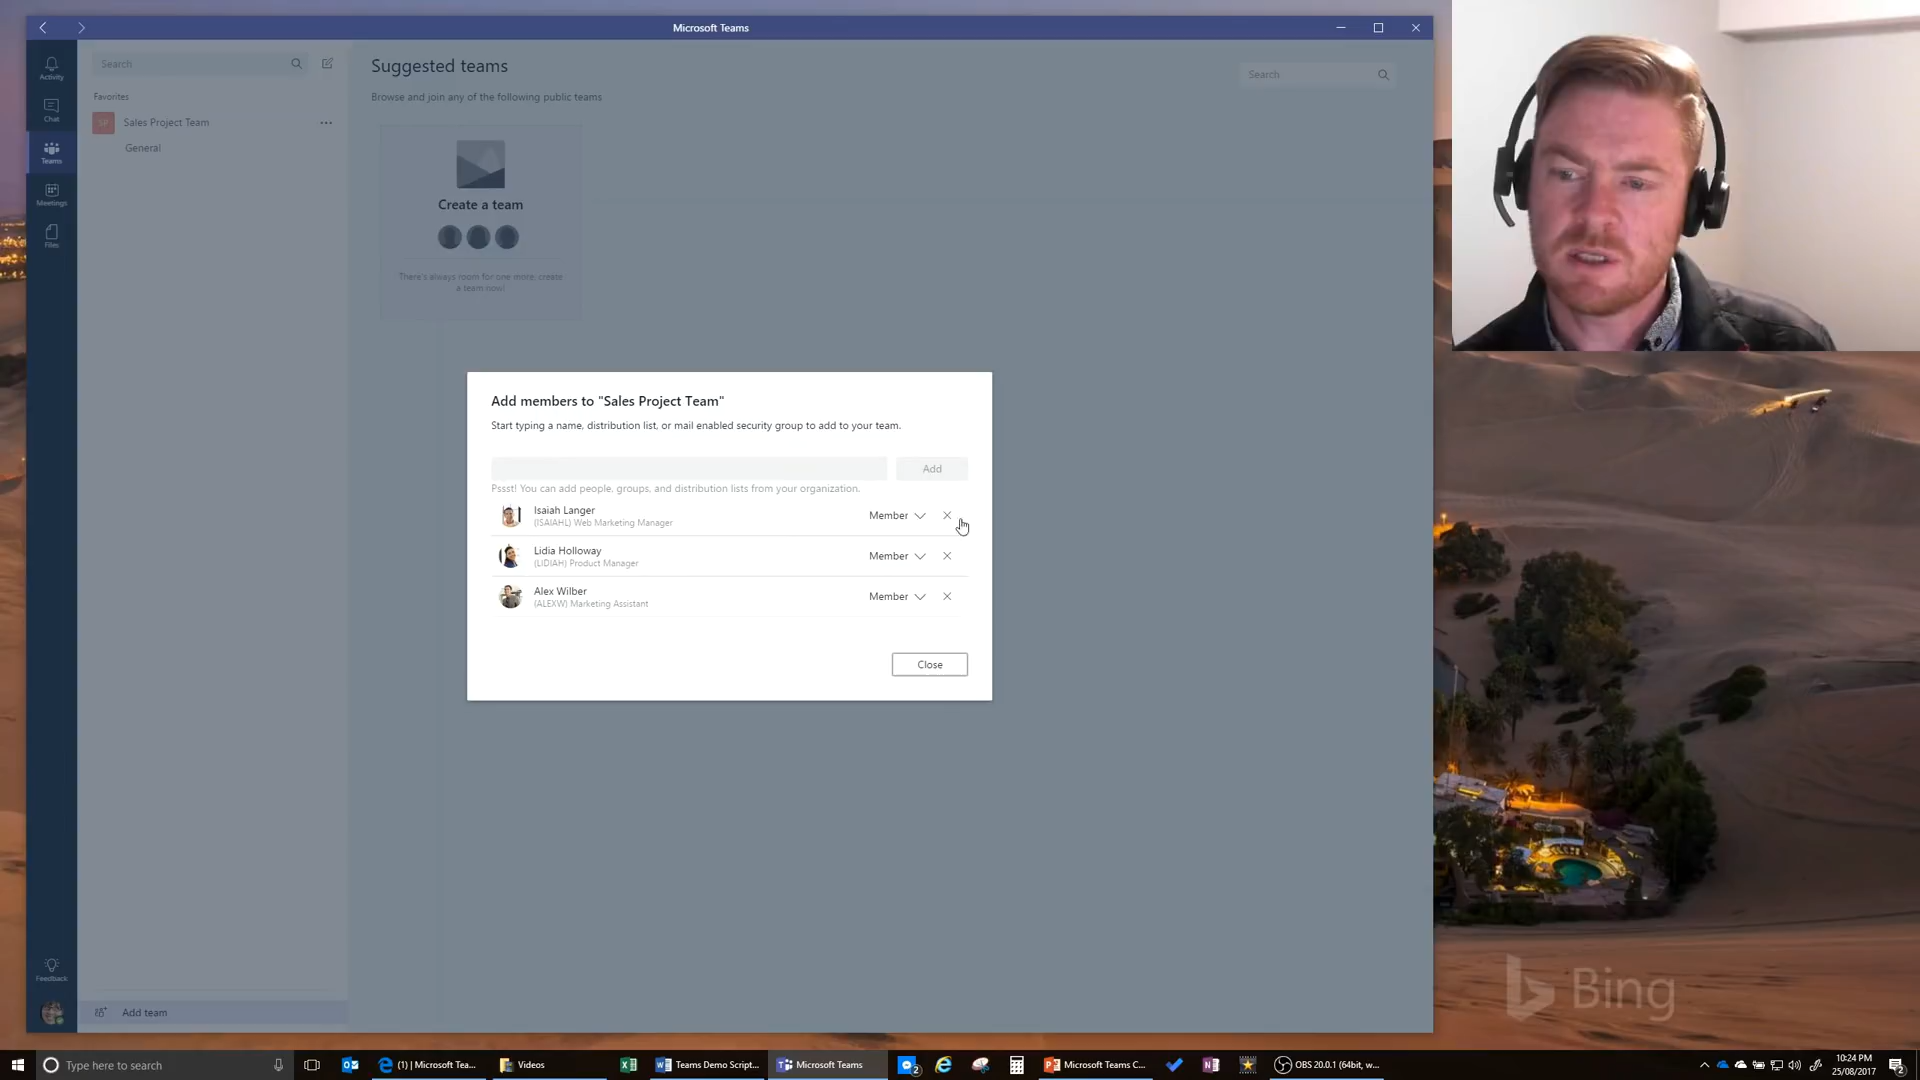 Microsoft Teams
Activity
Chat
Teams
Meetings
Files
Feedback
Search
Favorites
SP
Sales Project Team
General
Add team
Suggested teams
Browse and join any of the following public teams
Search
Create a team
There's always room for one more, create
a team now!
Add members to "Sales Project Team"
Start typing a name, distribution list, or mail enabled security group to add to your team.
Add
Pssst! You can add people, groups, and distribution lists from your organization.
Isaiah Langer
(ISAIAHL) Web Marketing Manager
Member
Lidia Holloway
(LIDIAH) Product Manager
Member
Alex Wilber
(ALEXW) Marketing Assistant
Member
Close
Bing
Type here to search
(1) | Microsoft Tea...
Videos
Teams Demo Script...
Microsoft Teams
2
Microsoft Teams C...
OBS 20.0.1 (64bit, w...
10:24 PM
25/08/2017
2